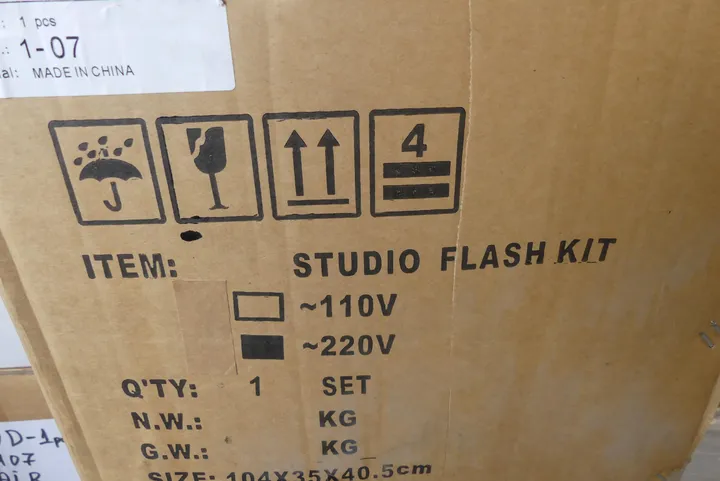 : 1 pcs
.: 1-07
al: MADE IN CHINA
4
ITEM: STUDIO FLASH KIT
~110V
~220V
Q'TY: 1 SET
N.W.: KG
G.W.: KG
SIZE: 104X35X40.5cm
D-1
07